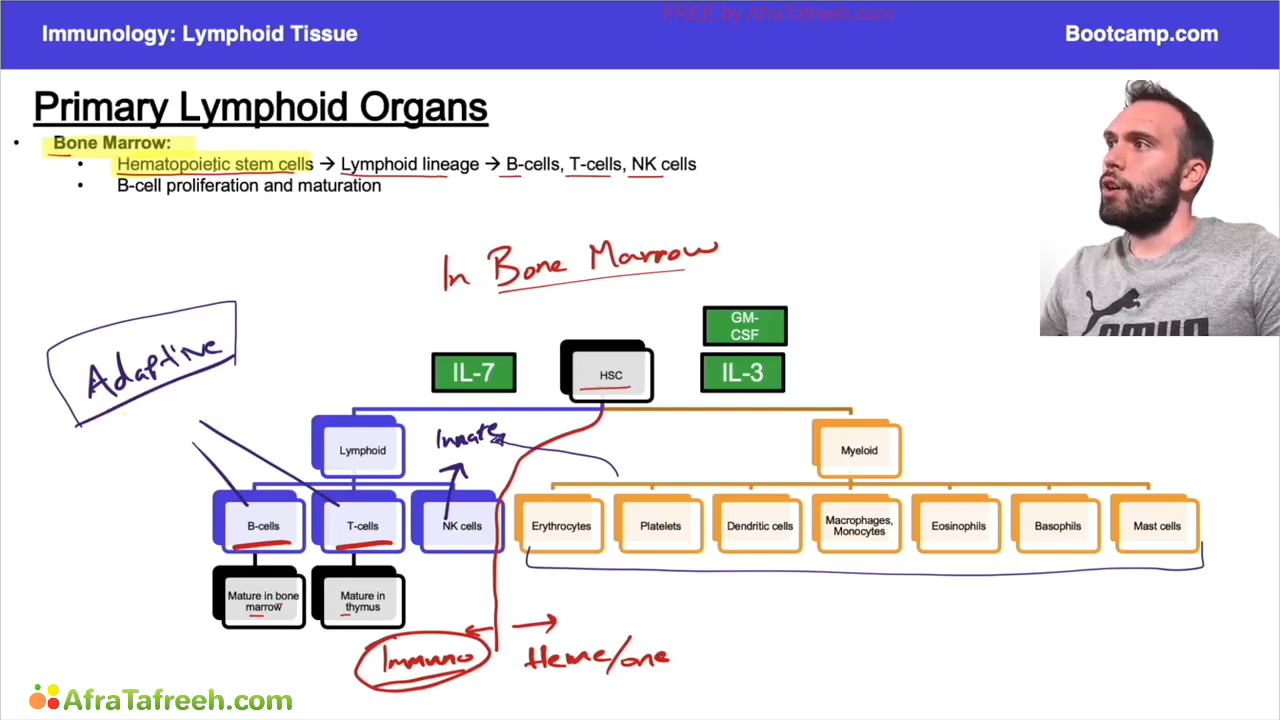 FREE by AfraTafreeh.com
Immunology: Lymphoid Tissue
Bootcamp.com
Primary Lymphoid Organs
• Bone Marrow:
• Hematopoietic stem cells → Lymphoid lineage → B-cells, T-cells, NK cells
• B-cell proliferation and maturation
In Bone Marrow
Adaptive
IL-7
HSC
GM-
CSF
IL-3
Lymphoid
Innate
Myeloid
B-cells
T-cells
NK cells
Erythrocytes
Platelets
Dendritic cells
Macrophages,
Monocytes
Eosinophils
Basophils
Mast cells
Mature in bone
marrow
Mature in
thymus
Immuno
Heme/onc
AfraTafreeh.com